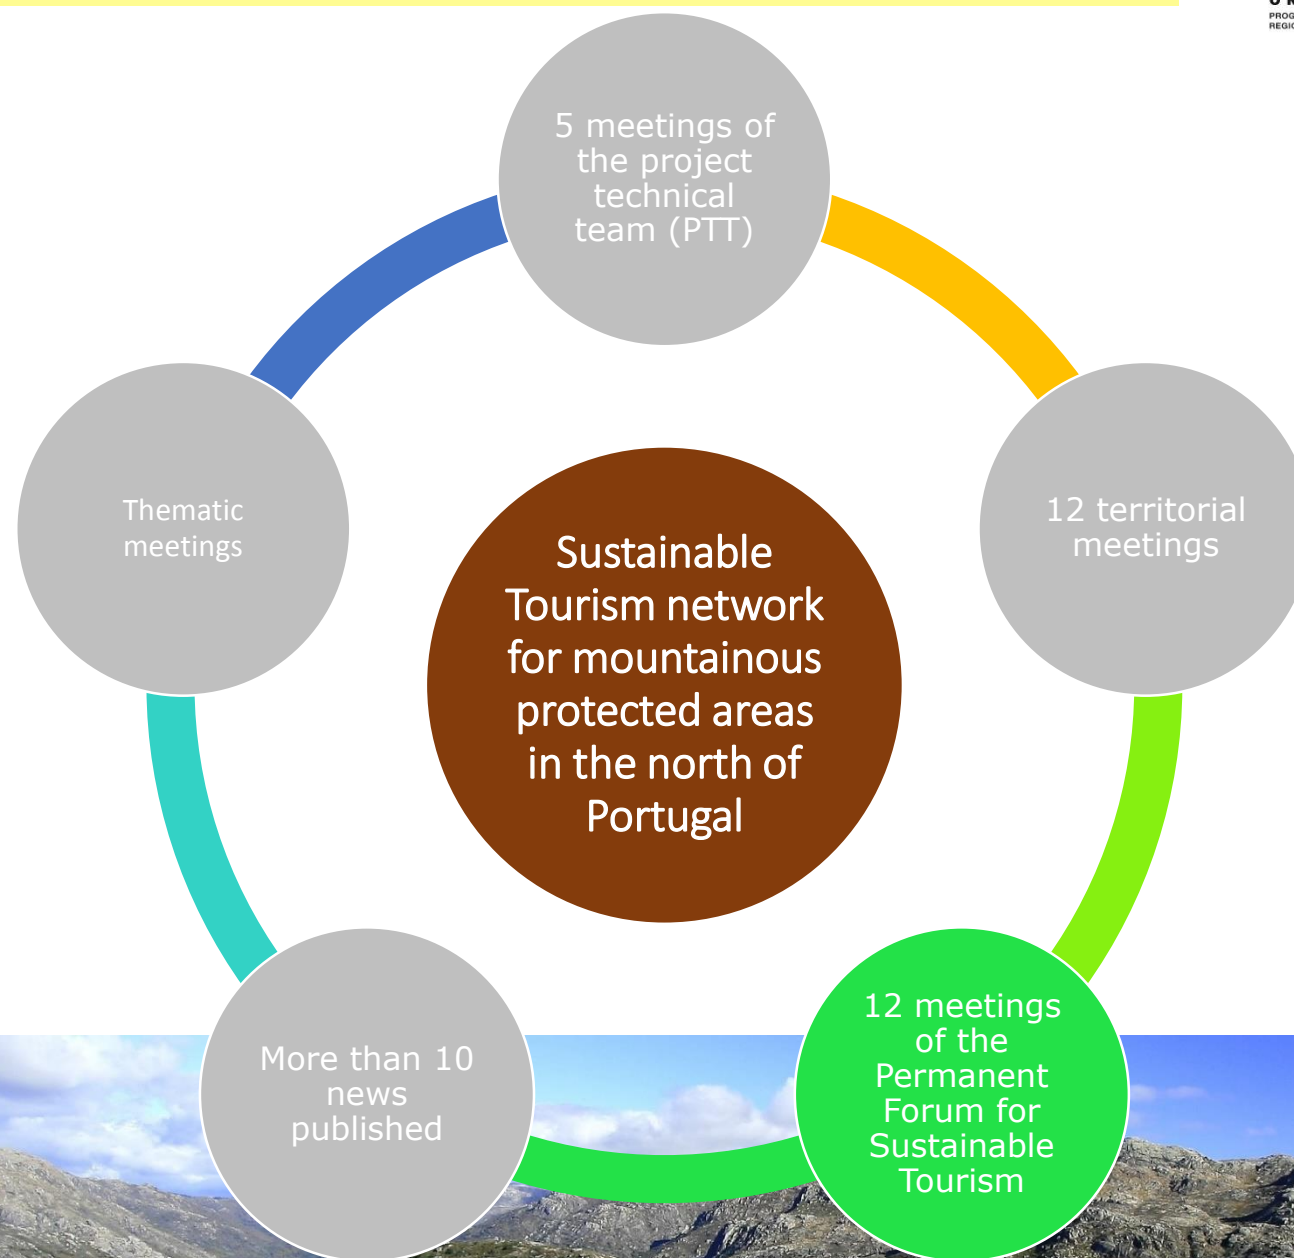 PROG
REGIO
5 meetings of
the project
technical
team (PTT)
12 territorial
meetings
Thematic
meetings
Sustainable
Tourism network
for mountainous
protected areas
in the north of
Portugal
12 meetings
of the
Permanent
Forum for
Sustainable
Tourism
More than 10
news
published